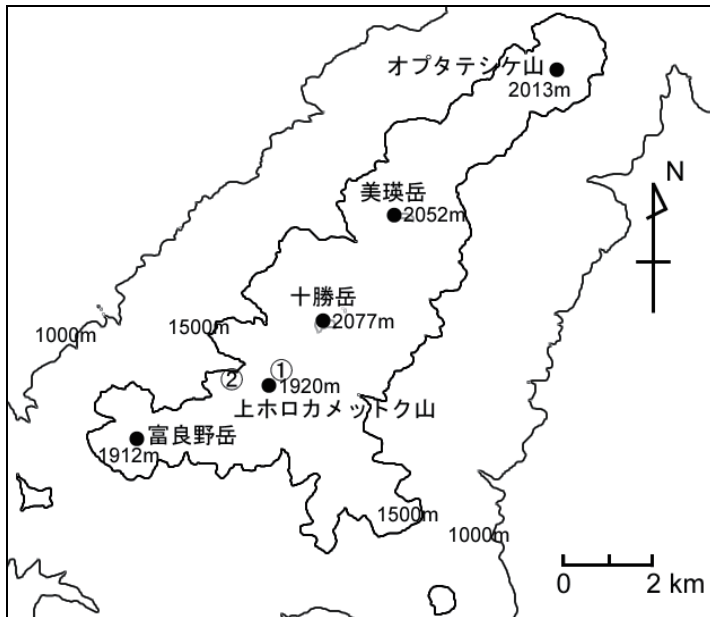 オプタテシケ山
2013m
N
美瑛岳
2052m
十勝岳
2077m
1000m
1500m
①
②
1920m
上ホロカメットク山
富良野岳
1912m
1500m
1000m
0 2 km